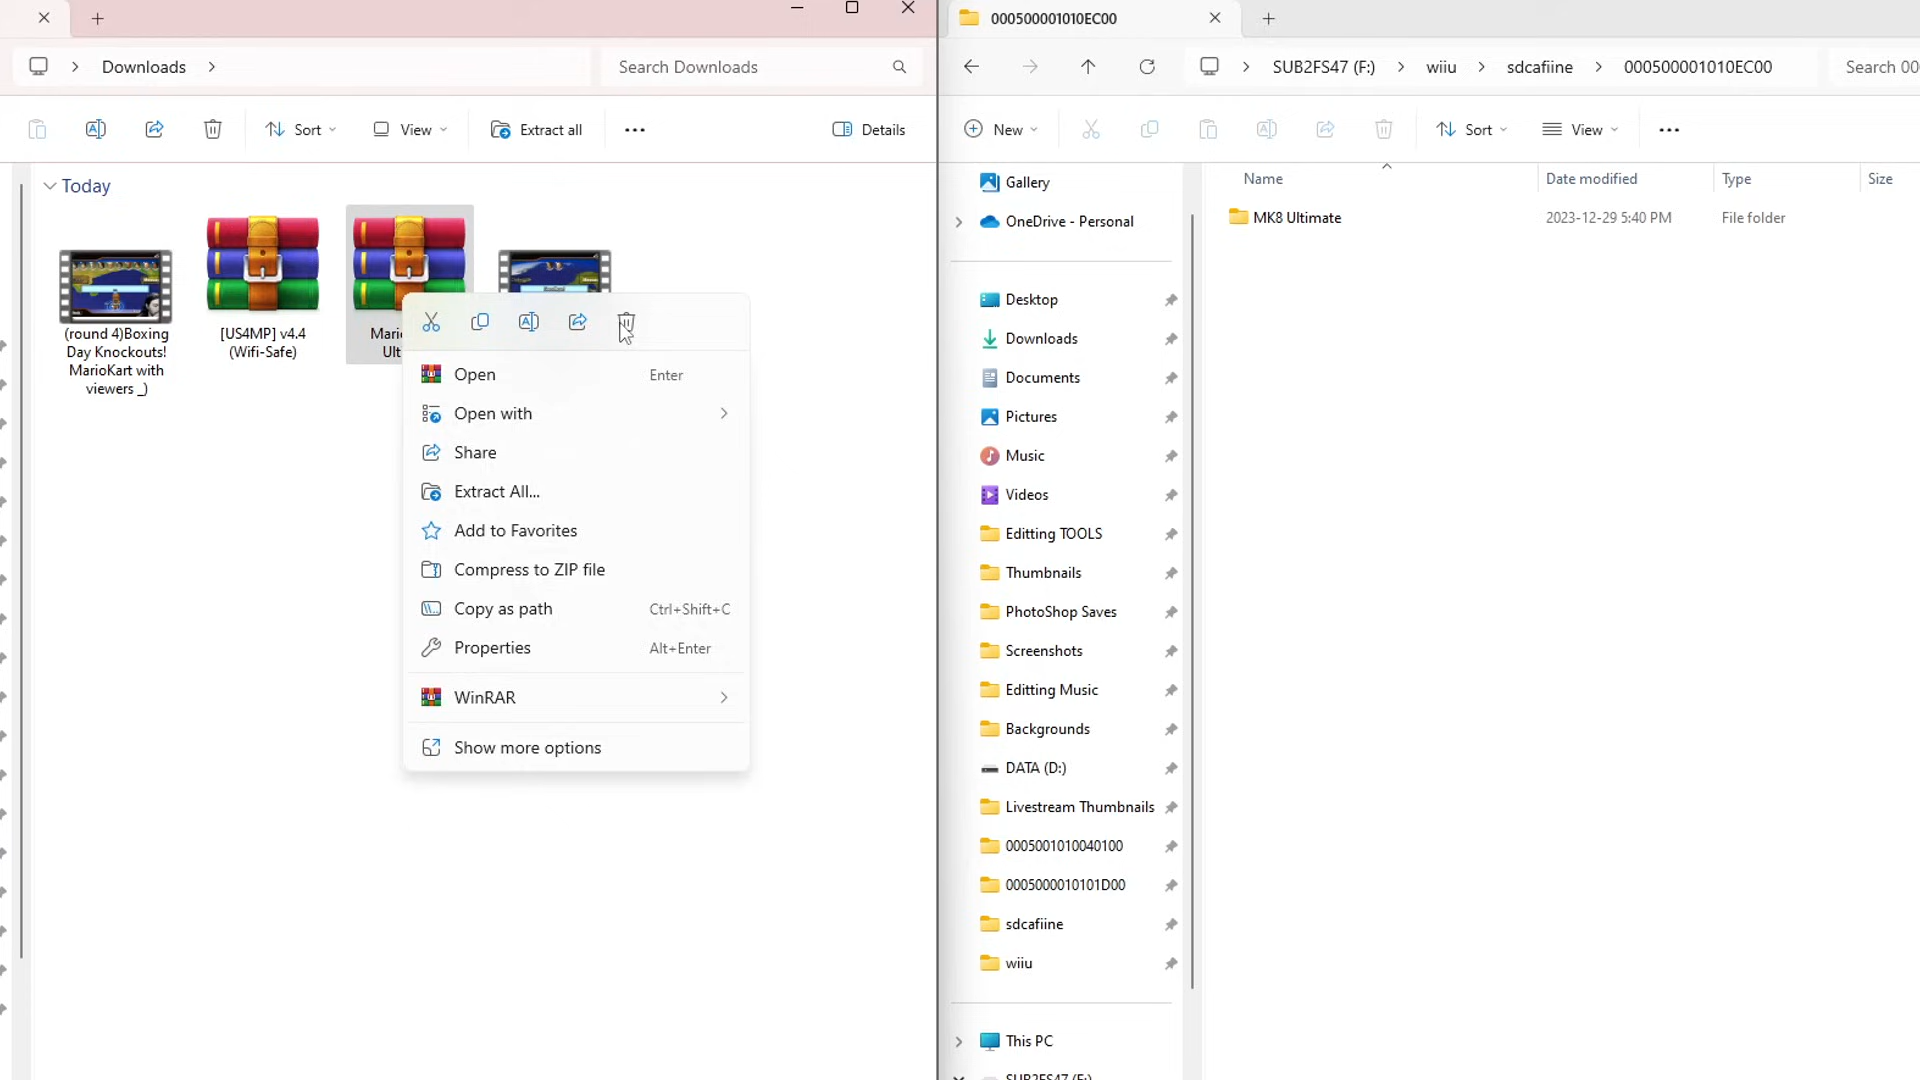 Downloads
Search Downloads
Sort
View
Extract all
Details
Today
(round 4)Boxing
Day Knockouts!
MarioKart with
viewers _)
[US4MP] v4.4
(Wifi-Safe)
Open Enter
Open with
Share
Extract All...
Add to Favorites
Compress to ZIP file
Copy as path Ctrl+Shift+C
Properties Alt+Enter
WinRAR
Show more options
000500001010EC00
SUB2FS47 (F:) wiiu sdcafiine 000500001010EC00
Search 00
New
Sort
View
Gallery
OneDrive - Personal
Desktop
Downloads
Documents
Pictures
Music
Videos
Editting TOOLS
Thumbnails
PhotoShop Saves
Screenshots
Editting Music
Backgrounds
DATA (D:)
Livestream Thumbnails
0005001010040100
0005000010101D00
sdcafiine
wiiu
This PC
SUB2FS47 (F:)
Name Date modified Type Size
MK8 Ultimate 2023-12-29 5:40 PM File folder